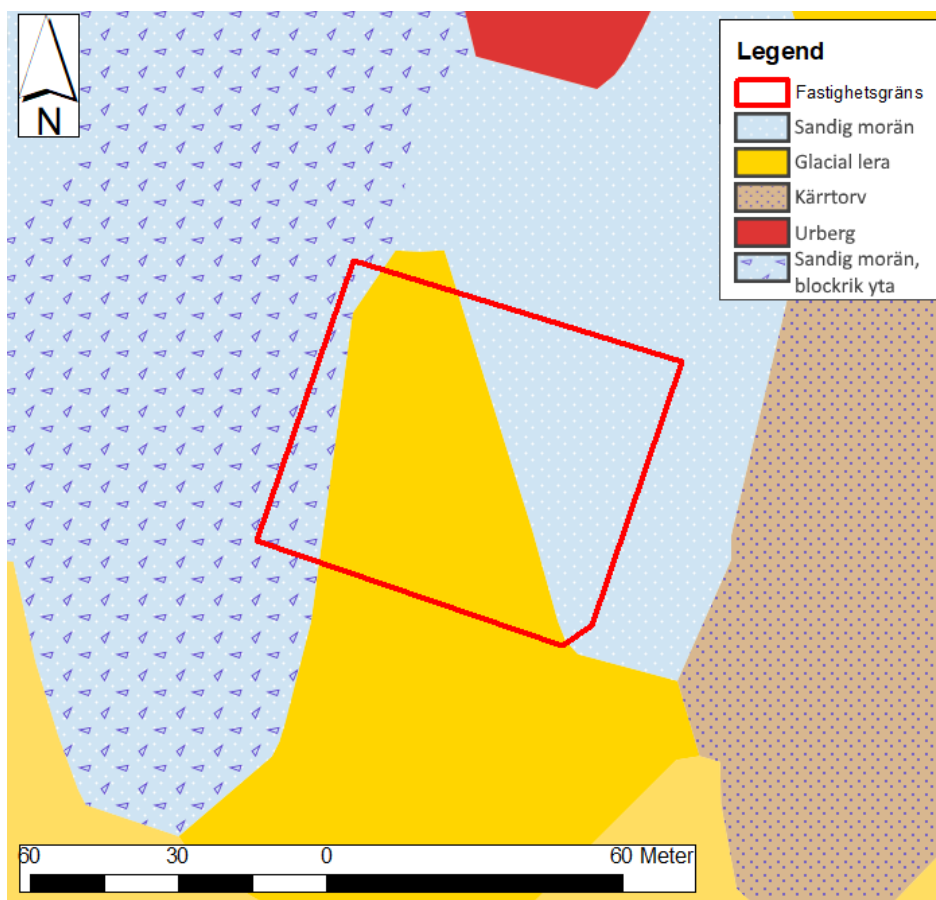 N
Legend
Fastighetsgräns
Sandig morän
Glacial lera
Kärrtorv
Urberg
Sandig morän,
blockrik yta
60 30 0 60 Meter